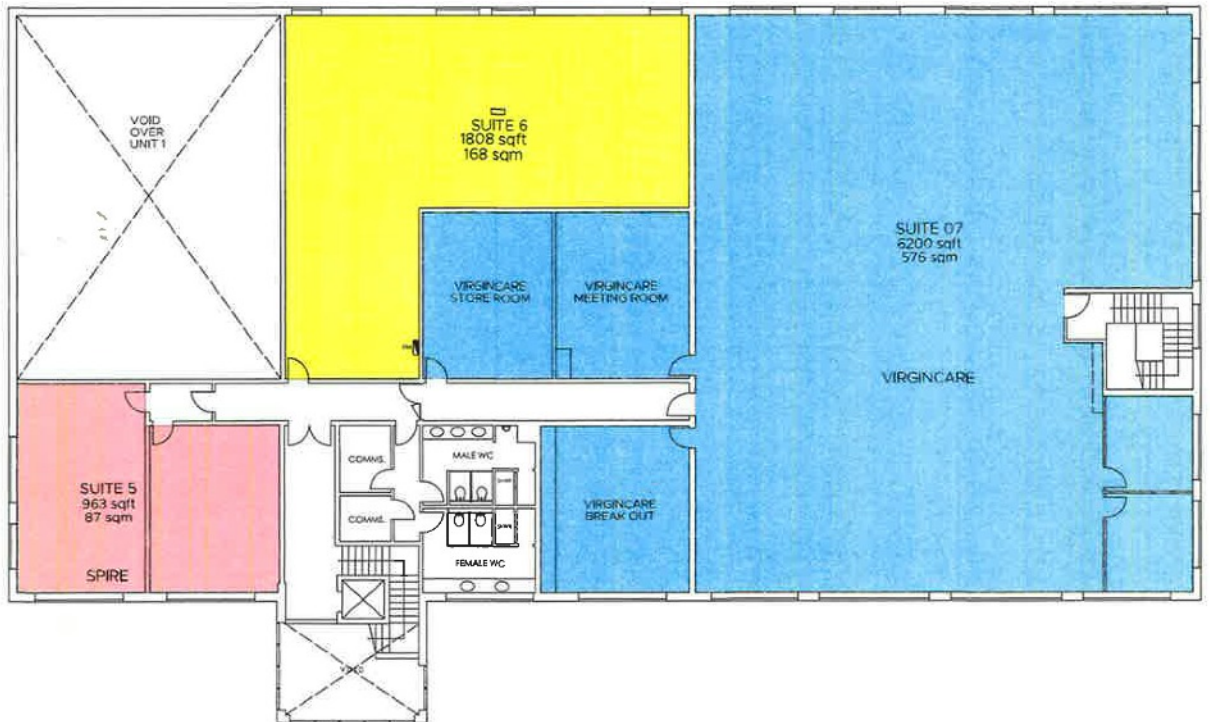 VOID
OVER
UNIT 1
SUITE 6
1808 sqft
168 sqm
SUITE 07
6200 sqft
576 sqm
VIRGINCARE
STORE ROOM
VIRGINCARE
MEETING ROOM
VIRGINCARE
SUITE 5
963 sqft
87 sqm
SPIRE
COMMS.
COMMS.
MALE WC
FEMALE WC
VIRGINCARE
BREAK OUT
VOID